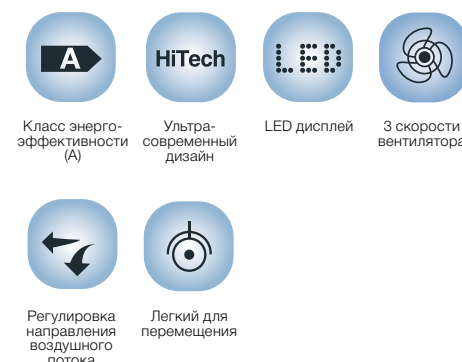 A
HiTech
LED
Класс энерго-
эффективности
(A)
Ультра-
современный
дизайн
LED дисплей
3 скорости
вентилятора
Регулировка
направления
воздушного
потока
Легкий для
перемещения